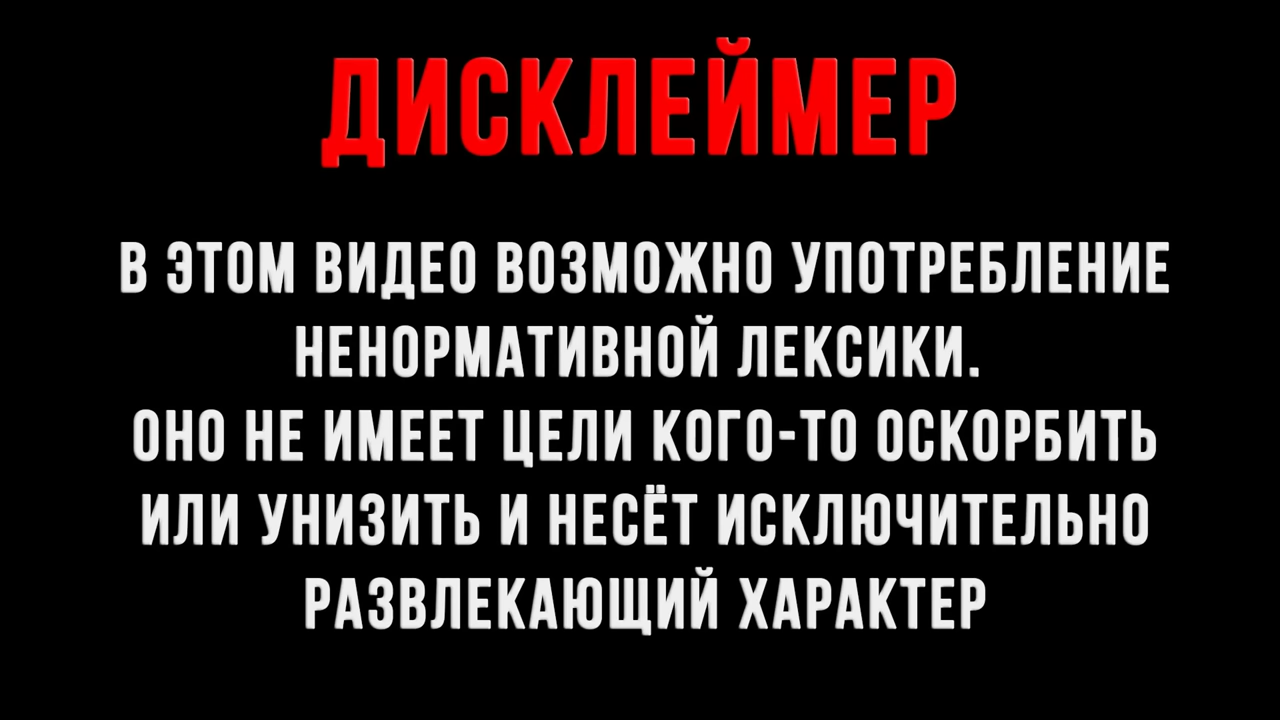 ДИСКЛЕЙМЕР
В ЭТОМ ВИДЕО ВОЗМОЖНО УПОТРЕБЛЕНИЕ
НЕНОРМАТИВНОЙ ЛЕКСИКИ.
ОНО НЕ ИМЕЕТ ЦЕЛИ КОГО-ТО ОСКОРБИТЬ
ИЛИ УНИЗИТЬ И НЕСЁТ ИСКЛЮЧИТЕЛЬНО
РАЗВЛЕКАЮЩИЙ ХАРАКТЕР